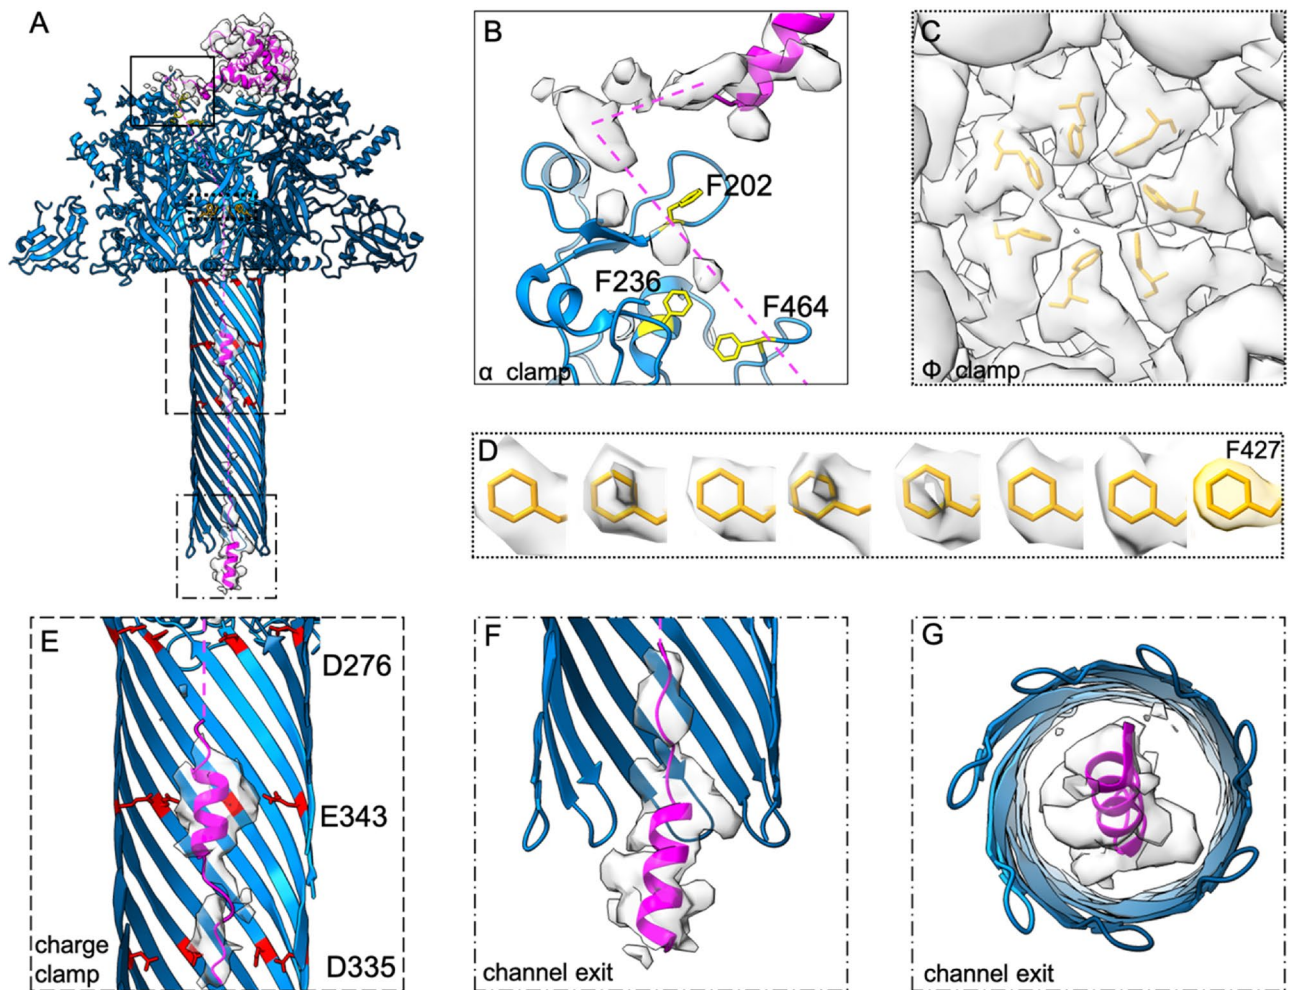 A
B
F202
F236
F464
α clamp
C
Φ clamp
D
F427
E
D276
E343
D335
charge
clamp
F
channel exit
G
channel exit